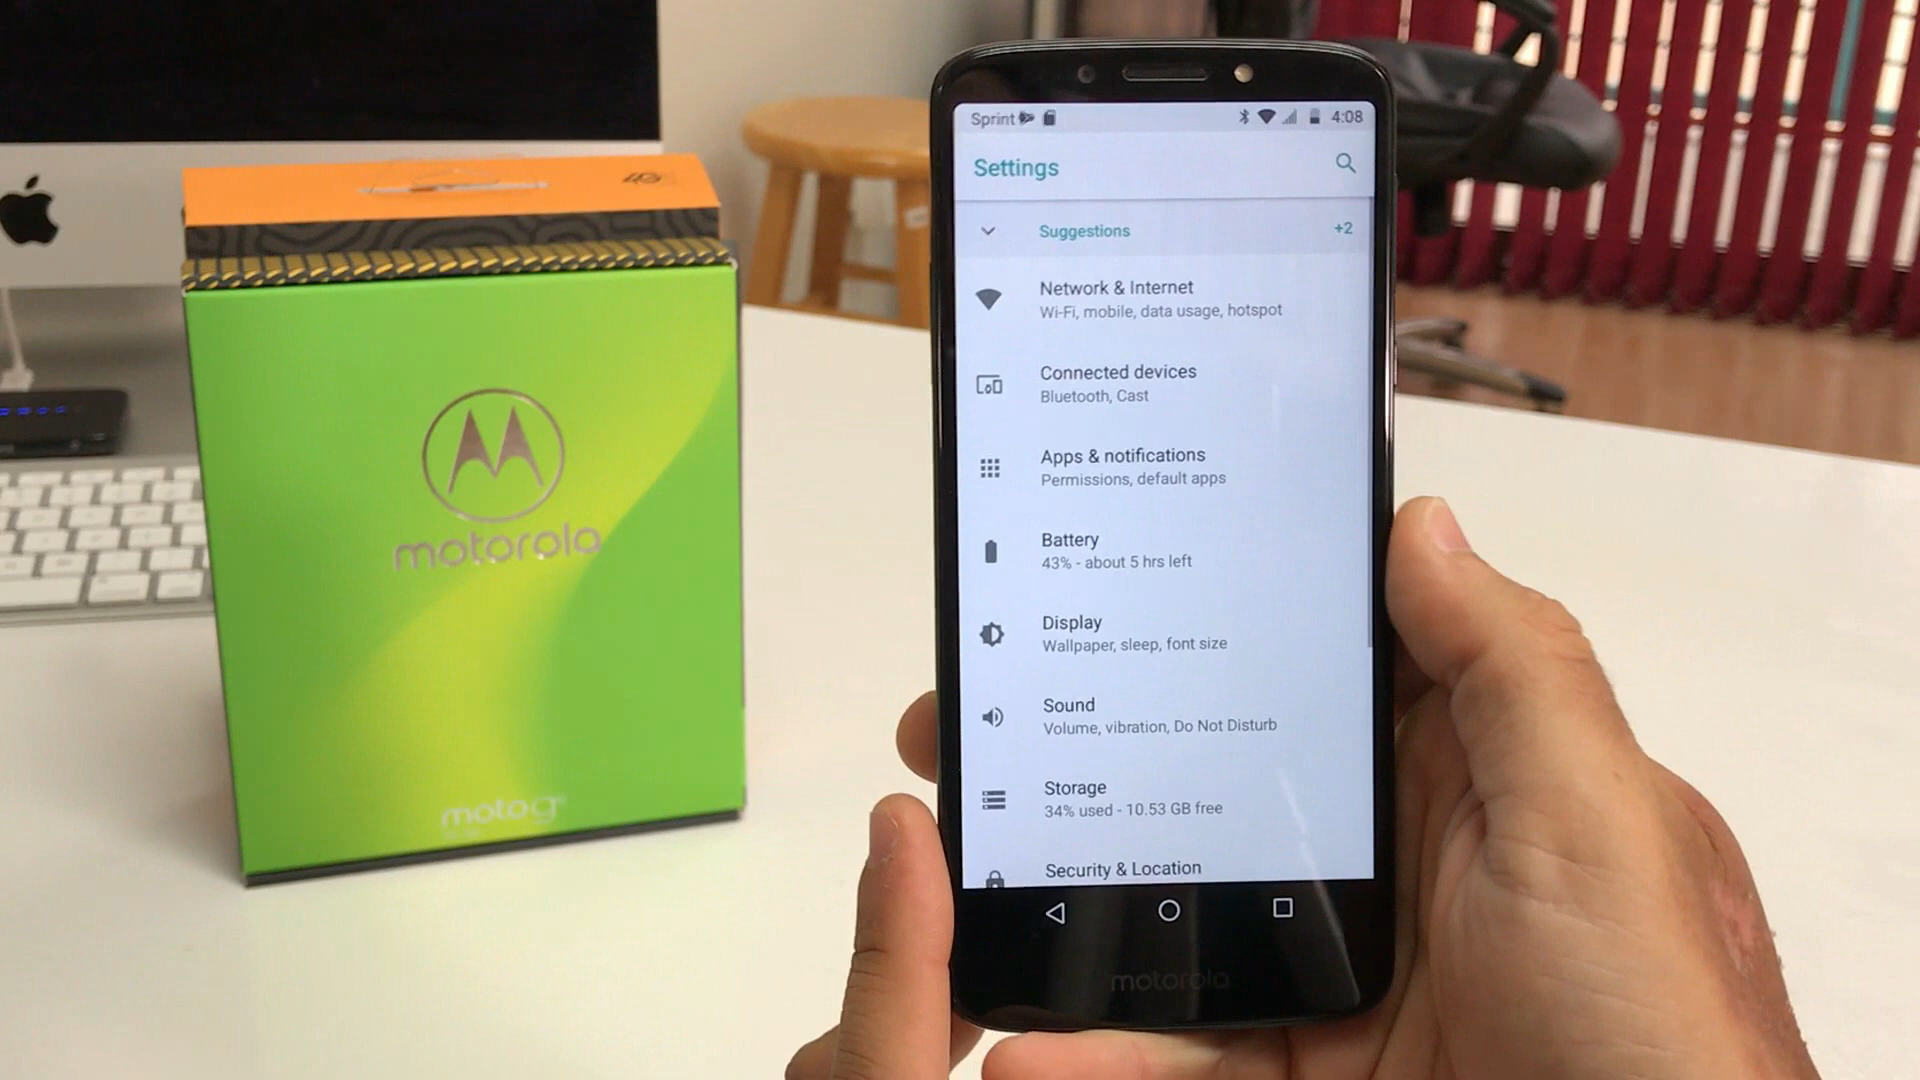 motorola
moto g
Sprint 4:08
Settings
Suggestions +2
Network & Internet
Wi-Fi, mobile, data usage, hotspot
Connected devices
Bluetooth, Cast
Apps & notifications
Permissions, default apps
Battery
43% - about 5 hrs left
Display
Wallpaper, sleep, font size
Sound
Volume, vibration, Do Not Disturb
Storage
34% used - 10.53 GB free
Security & Location
motorola